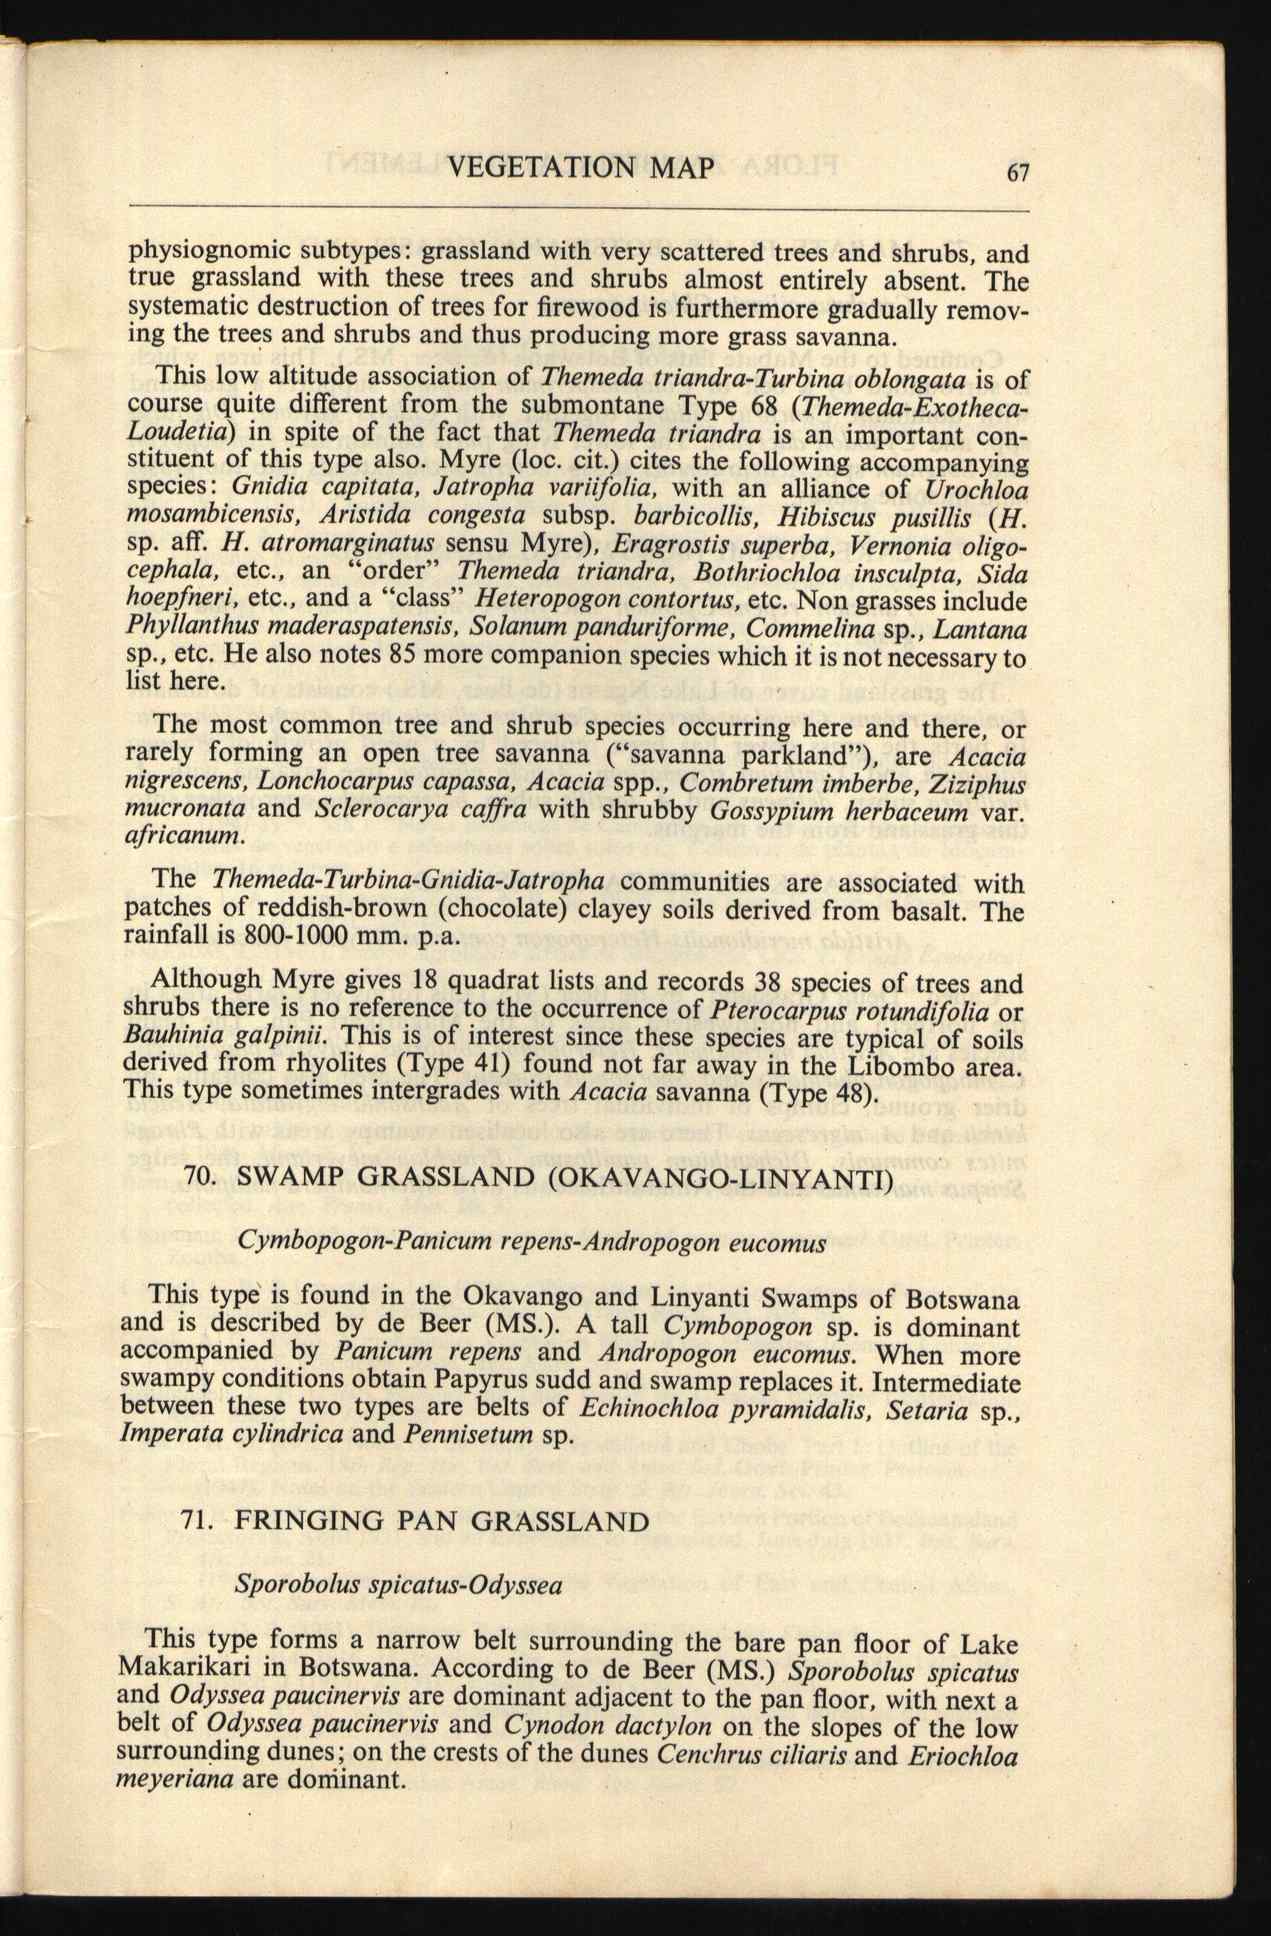 VEGETATION MAP 67
physiognomic subtypes: grassland with very scattered trees and shrubs, and
true grassland with these trees and shrubs almost entirely absent. The
systematic destruction of trees for firewood is furthermore gradually remov-
ing the trees and shrubs and thus producing more grass savanna.
This low altitude association of Themeda triandra-Turbina oblongata is of
course quite different from the submontane Type 68 (Themeda-Exotheca-
Loudetia) in spite of the fact that Themeda triandra is an important con-
stituent of this type also. Myre (loc. cit.) cites the following accompanying
species: Gnidia capitata, Jatropha variifolia, with an alliance of Urochloa
mosambicensis, Aristida congesta subsp. barbicollis, Hibiscus pusillis (H.
sp. aff. H. atromarginatus sensu Myre), Eragrostis superba, Vernonia oligo-
cephala, etc., an “order” Themeda triandra, Bothriochloa insculpta, Sida
hoepfneri, etc., and a “class” Heteropogon contortus, etc. Non grasses include
Phyllanthus maderaspatensis, Solanum panduriforme, Commelina sp., Lantana
sp., etc. He also notes 85 more companion species which it is not necessary to
list here.
The most common tree and shrub species occurring here and there, or
rarely forming an open tree savanna (“savanna parkland”), are Acacia
nigrescens, Lonchocarpus capassa, Acacia spp., Combretum imberbe, Ziziphus
mucronata and Sclerocarya caffra with shrubby Gossypium herbaceum var.
africanum.
The Themeda-Turbina-Gnidia-Jatropha communities are associated with
patches of reddish-brown (chocolate) clayey soils derived from basalt. The
rainfall is 800-1000 mm. p.a.
Although Myre gives 18 quadrat lists and records 38 species of trees and
shrubs there is no reference to the occurrence of Pterocarpus rotundifolia or
Bauhinia galpinii. This is of interest since these species are typical of soils
derived from rhyolites (Type 41) found not far away in the Libombo area.
This type sometimes intergrades with Acacia savanna (Type 48).
70. SWAMP GRASSLAND (OKAVANGO-LINYANTI)
Cymbopogon-Panicum repens-Andropogon eucomus
This type is found in the Okavango and Linyanti Swamps of Botswana
and is described by de Beer (MS.). A tall Cymbopogon sp. is dominant
accompanied by Panicum repens and Andropogon eucomus. When more
swampy conditions obtain Papyrus sudd and swamp replaces it. Intermediate
between these two types are belts of Echinochloa pyramidalis, Setaria sp.,
Imperata cylindrica and Pennisetum sp.
71. FRINGING PAN GRASSLAND
Sporobolus spicatus-Odyssea
This type forms a narrow belt surrounding the bare pan floor of Lake
Makarikari in Botswana. According to de Beer (MS.) Sporobolus spicatus
and Odyssea paucinervis are dominant adjacent to the pan floor, with next a
belt of Odyssea paucinervis and Cynodon dactylon on the slopes of the low
surrounding dunes; on the crests of the dunes Cenchrus ciliaris and Eriochloa
meyeriana are dominant.